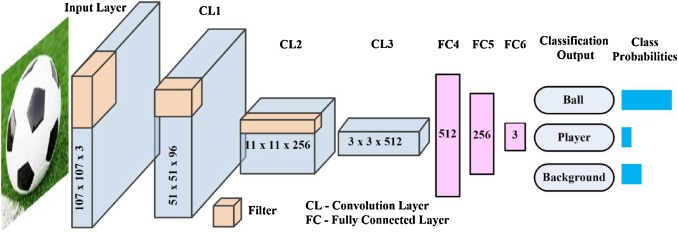 Input Layer
CL1
CL2
CL3
FC4
FC5
FC6
Classification
Output
Class
Probabilities
107 x 107 x 3
51 x 51 x 96
11 x 11 x 256
3 x 3 x 512
512
256
3
Ball
Player
Background
Filter
CL - Convolution Layer
FC - Fully Connected Layer